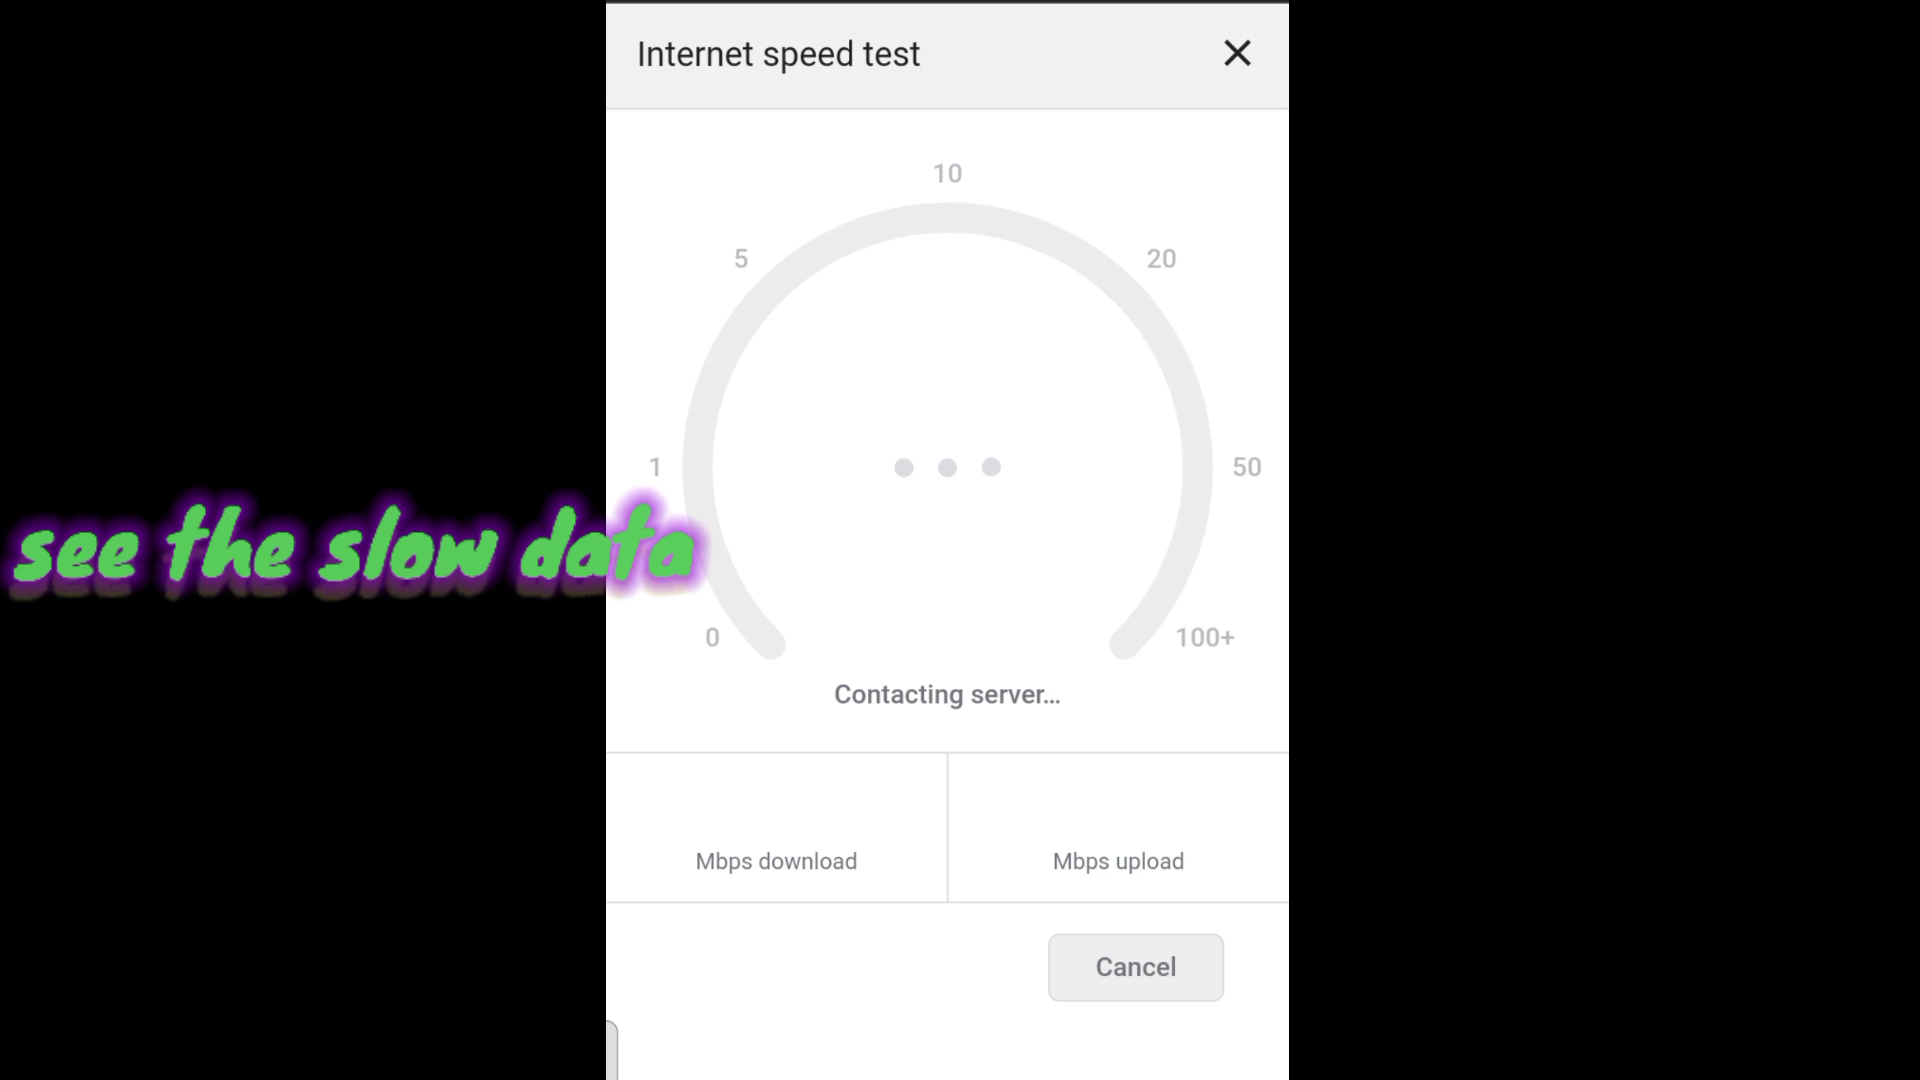 Internet speed test
10
5
20
1
50
see the slow data
0
100+
Contacting server...
Mbps download
Mbps upload
Cancel